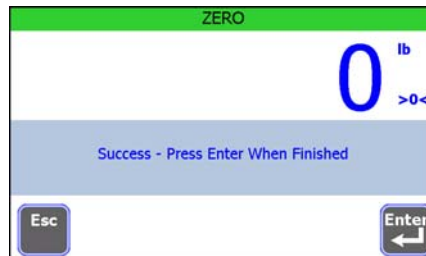 ZERO
0 lb
>0<
Success - Press Enter When Finished
Esc
Enter